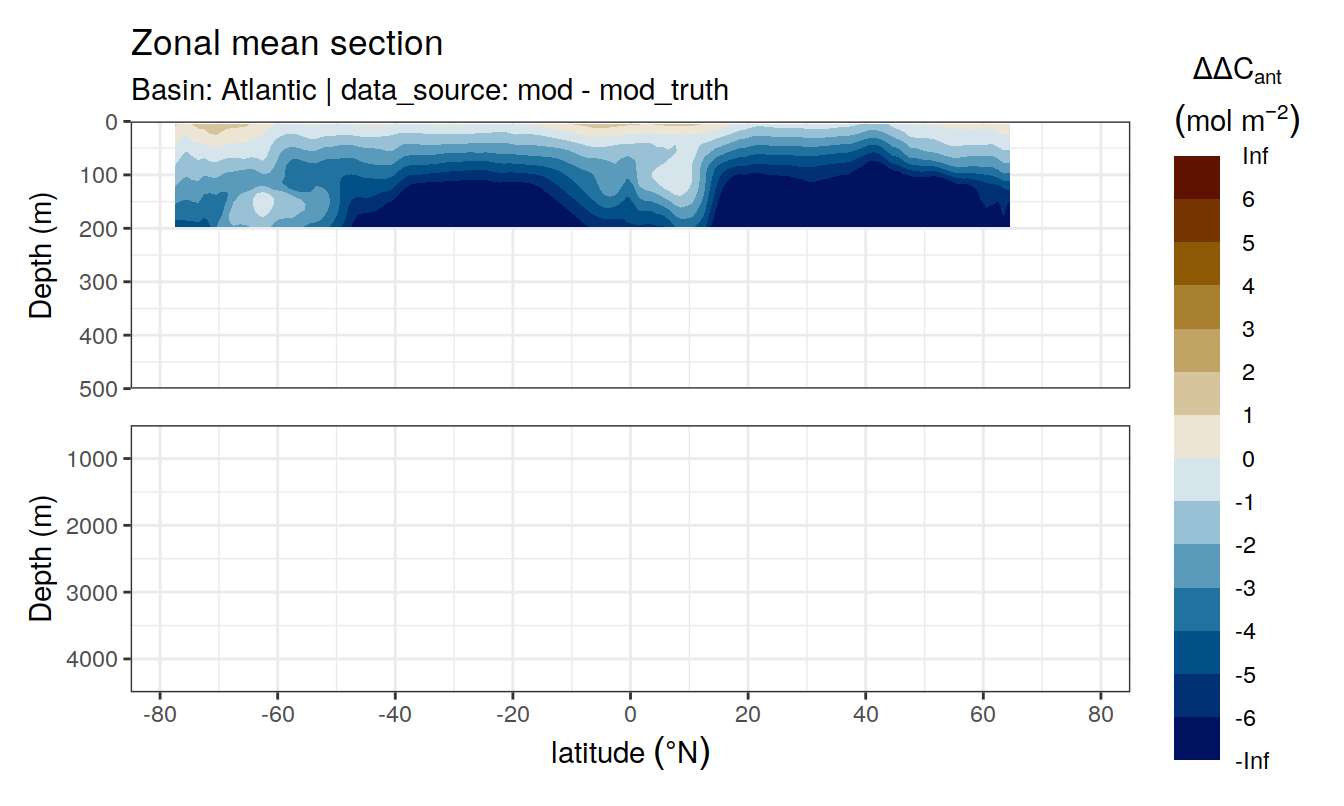 Zonal mean section
Basin: Atlantic | data_source: mod - mod_truth
ΔΔCant
(mol m−2)
Depth (m)
0
100
200
300
400
500
Depth (m)
1000
2000
3000
4000
-80 -60 -40 -20 0 20 40 60 80
latitude (°N)
Inf
6
5
4
3
2
1
0
-1
-2
-3
-4
-5
-6
-Inf